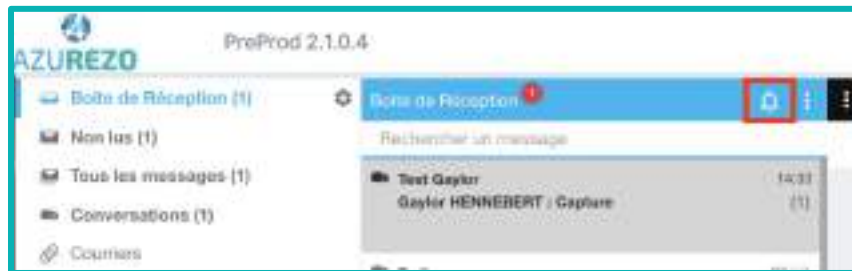 AZUREZO
PreProd 2.1.0.4
Boîte de Réception (1)
Non lus (1)
Tous les messages (1)
Conversations (1)
Courriers
Boîte de Réception 1
Rechercher un message
Test Gaylor 14:33
Gaylor HENNEBERT : Capture (1)